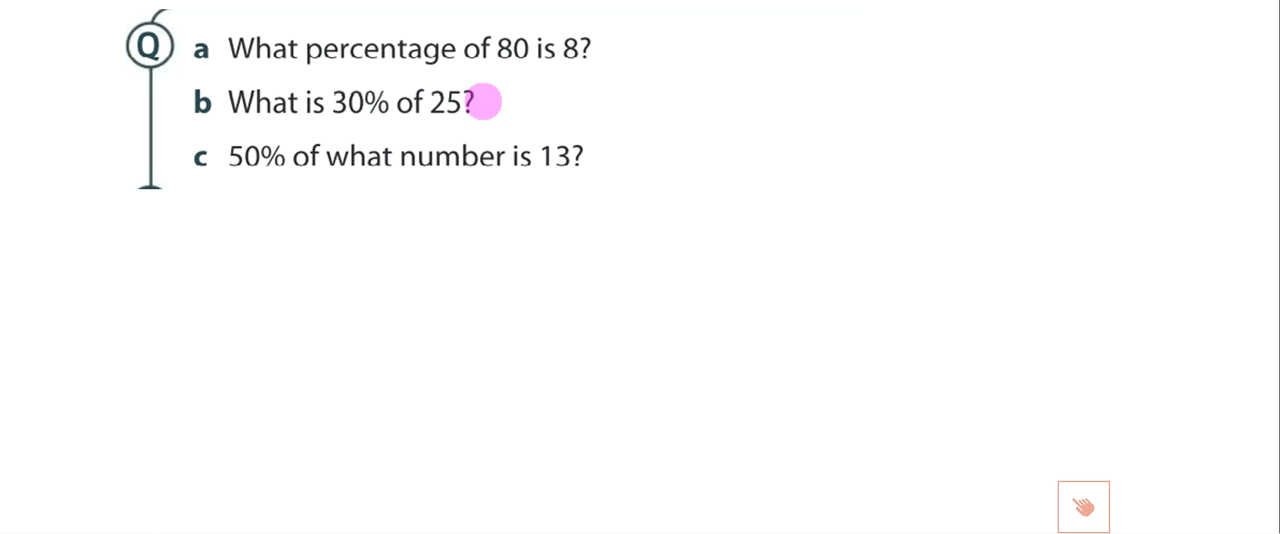 Q a What percentage of 80 is 8?
b What is 30% of 25?
c 50% of what number is 13?